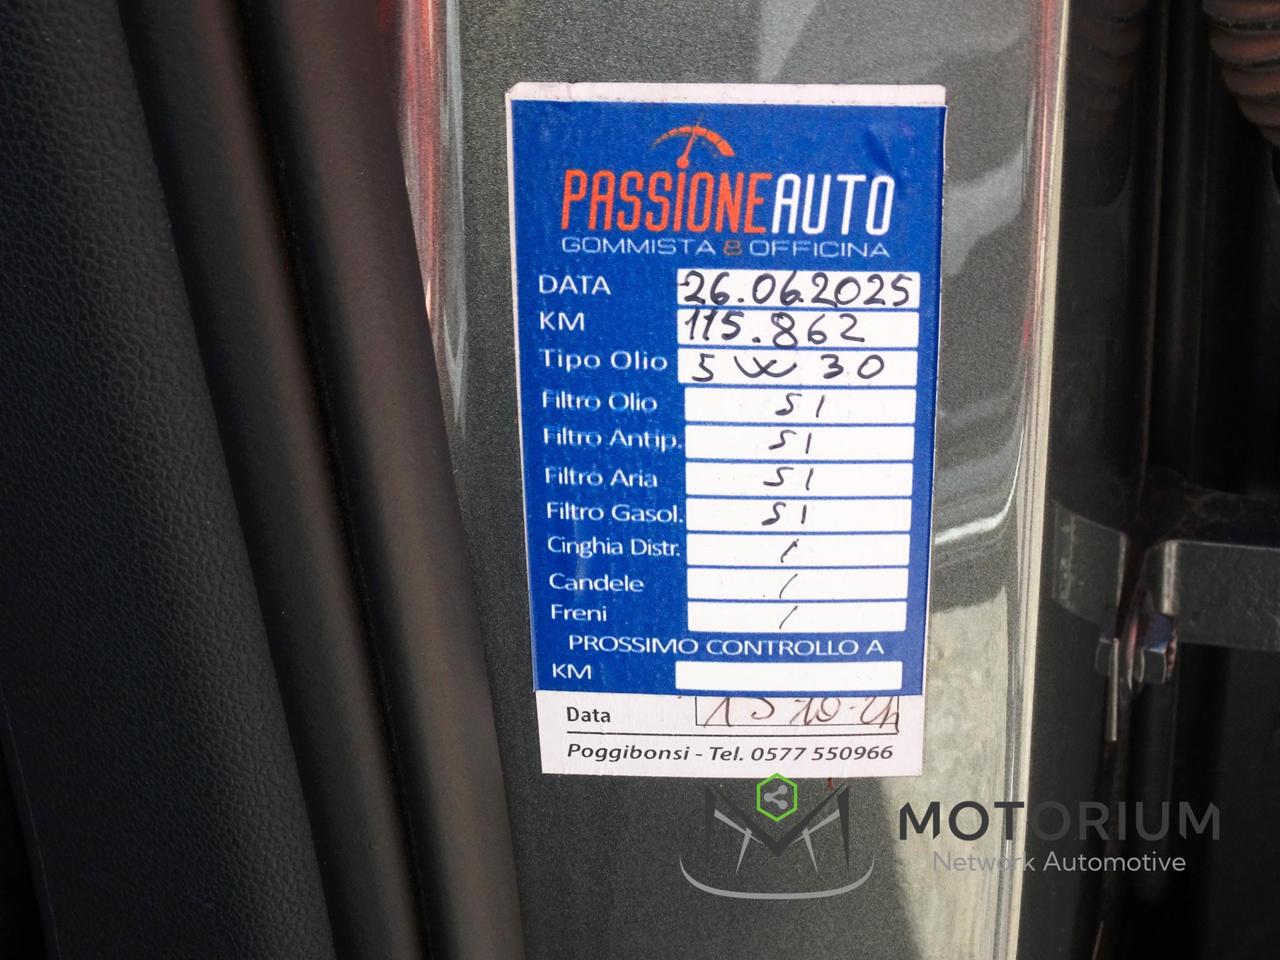 PASSIONEAUTO
GOMMISTA & OFFICINA
DATA 26.06.2025
KM 115.862
Tipo Olio 5W30
Filtro Olio SI
Filtro Antip. SI
Filtro Aria SI
Filtro Gasol. SI
Cinghia Distr. /
Candele /
Freni /
PROSSIMO CONTROLLO A
KM
Data
Poggibonsi - Tel. 0577 550966
MOTORIUM
Network Automotive